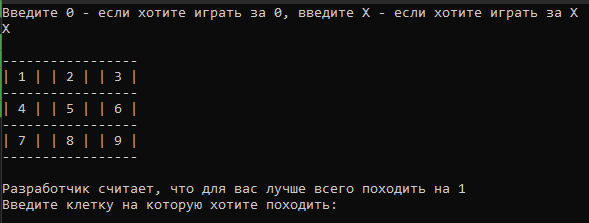 Введите 0 - если хотите играть за 0, введите X - если хотите играть за X
X
-----------------
| 1 | | 2 | | 3 |
-----------------
| 4 | | 5 | | 6 |
-----------------
| 7 | | 8 | | 9 |
-----------------
Разработчик считает, что для вас лучше всего походить на 1
Введите клетку на которую хотите походить: